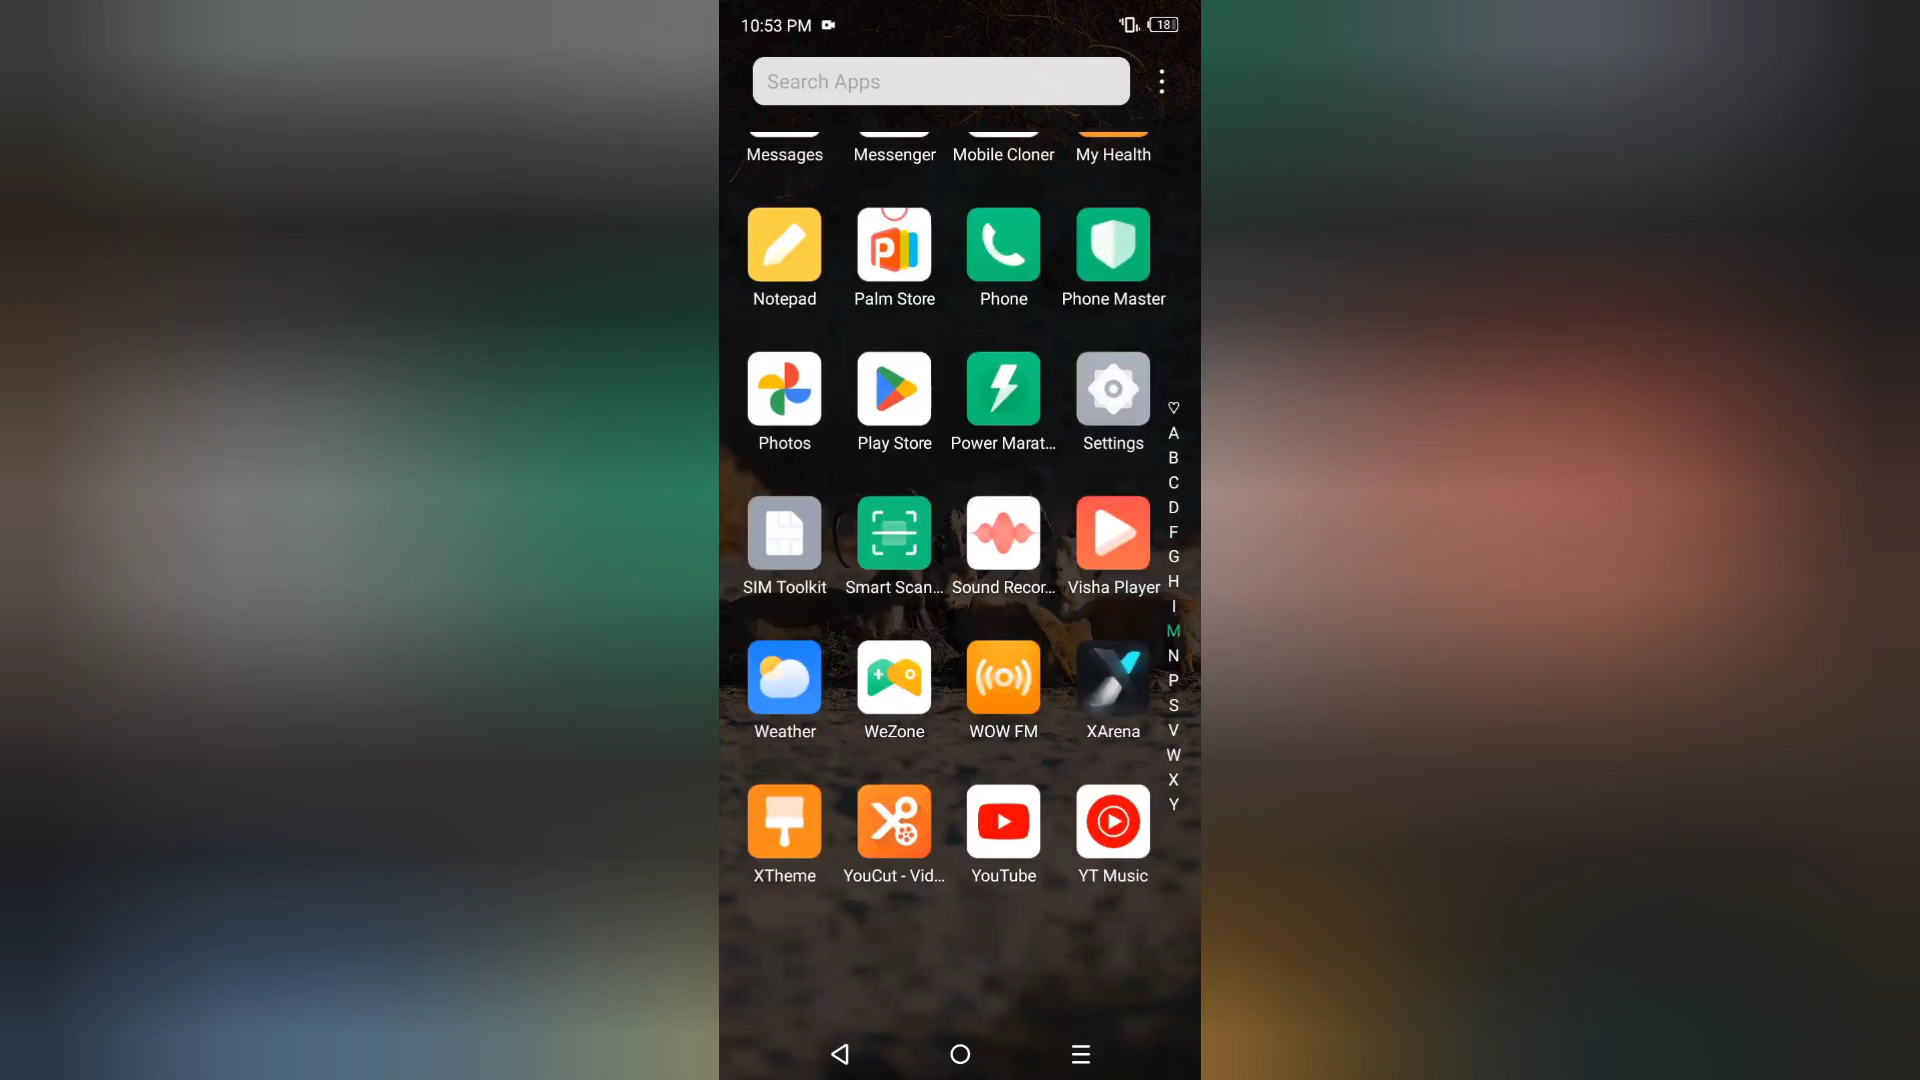 10:53 PM
18
Search Apps
Messages Messenger Mobile Cloner My Health
Notepad Palm Store Phone Phone Master
Photos Play Store Power Marat... Settings
SIM Toolkit Smart Scan... Sound Recor... Visha Player
Weather WeZone WOW FM XArena
XTheme YouCut - Vid... YouTube YT Music
A
B
C
D
F
G
H
I
M
N
P
S
V
W
X
Y